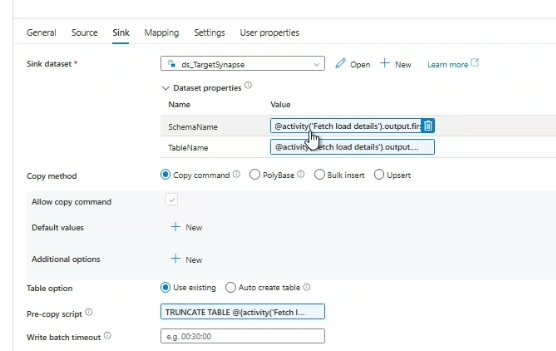 General Source Sink Mapping Settings User properties
Sink dataset * ds_TargetSynapse Open New Learn more
Dataset properties
Name Value
SchemaName @activity('Fetch load details').output.fir
TableName @activity('Fetch load details').output....
Copy method Copy command PolyBase Bulk insert Upsert
Allow copy command
Default values New
Additional options New
Table option Use existing Auto create table
Pre-copy script TRUNCATE TABLE @{activity('Fetch l...
Write batch timeout e.g. 00:30:00